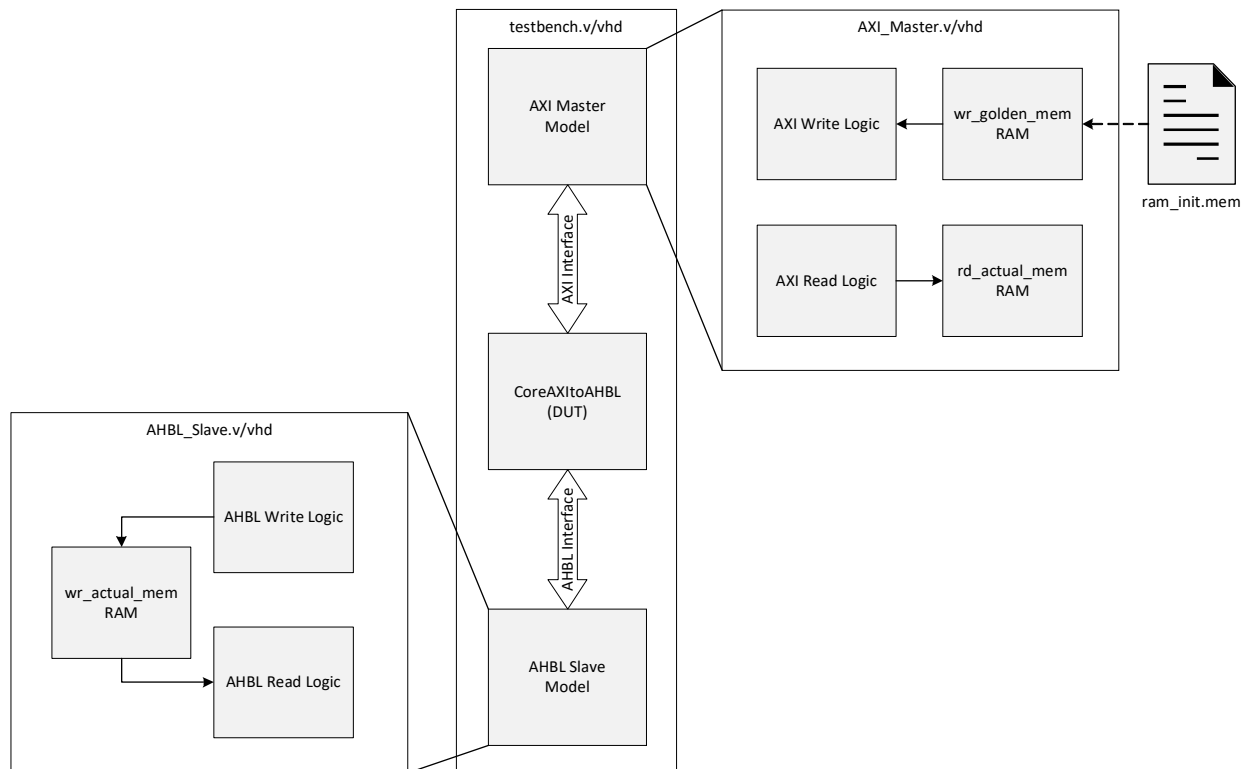 testbench.v/vhd
AXI_Master.v/vhd
AXI Master
Model
AXI Write Logic
wr_golden_mem
RAM
ram_init.mem
AXI Interface
AXI Read Logic
rd_actual_mem
RAM
CoreAXItoAHBL
(DUT)
AHBL_Slave.v/vhd
AHBL Write Logic
AHBL Interface
wr_actual_mem
RAM
AHBL Read Logic
AHBL Slave
Model